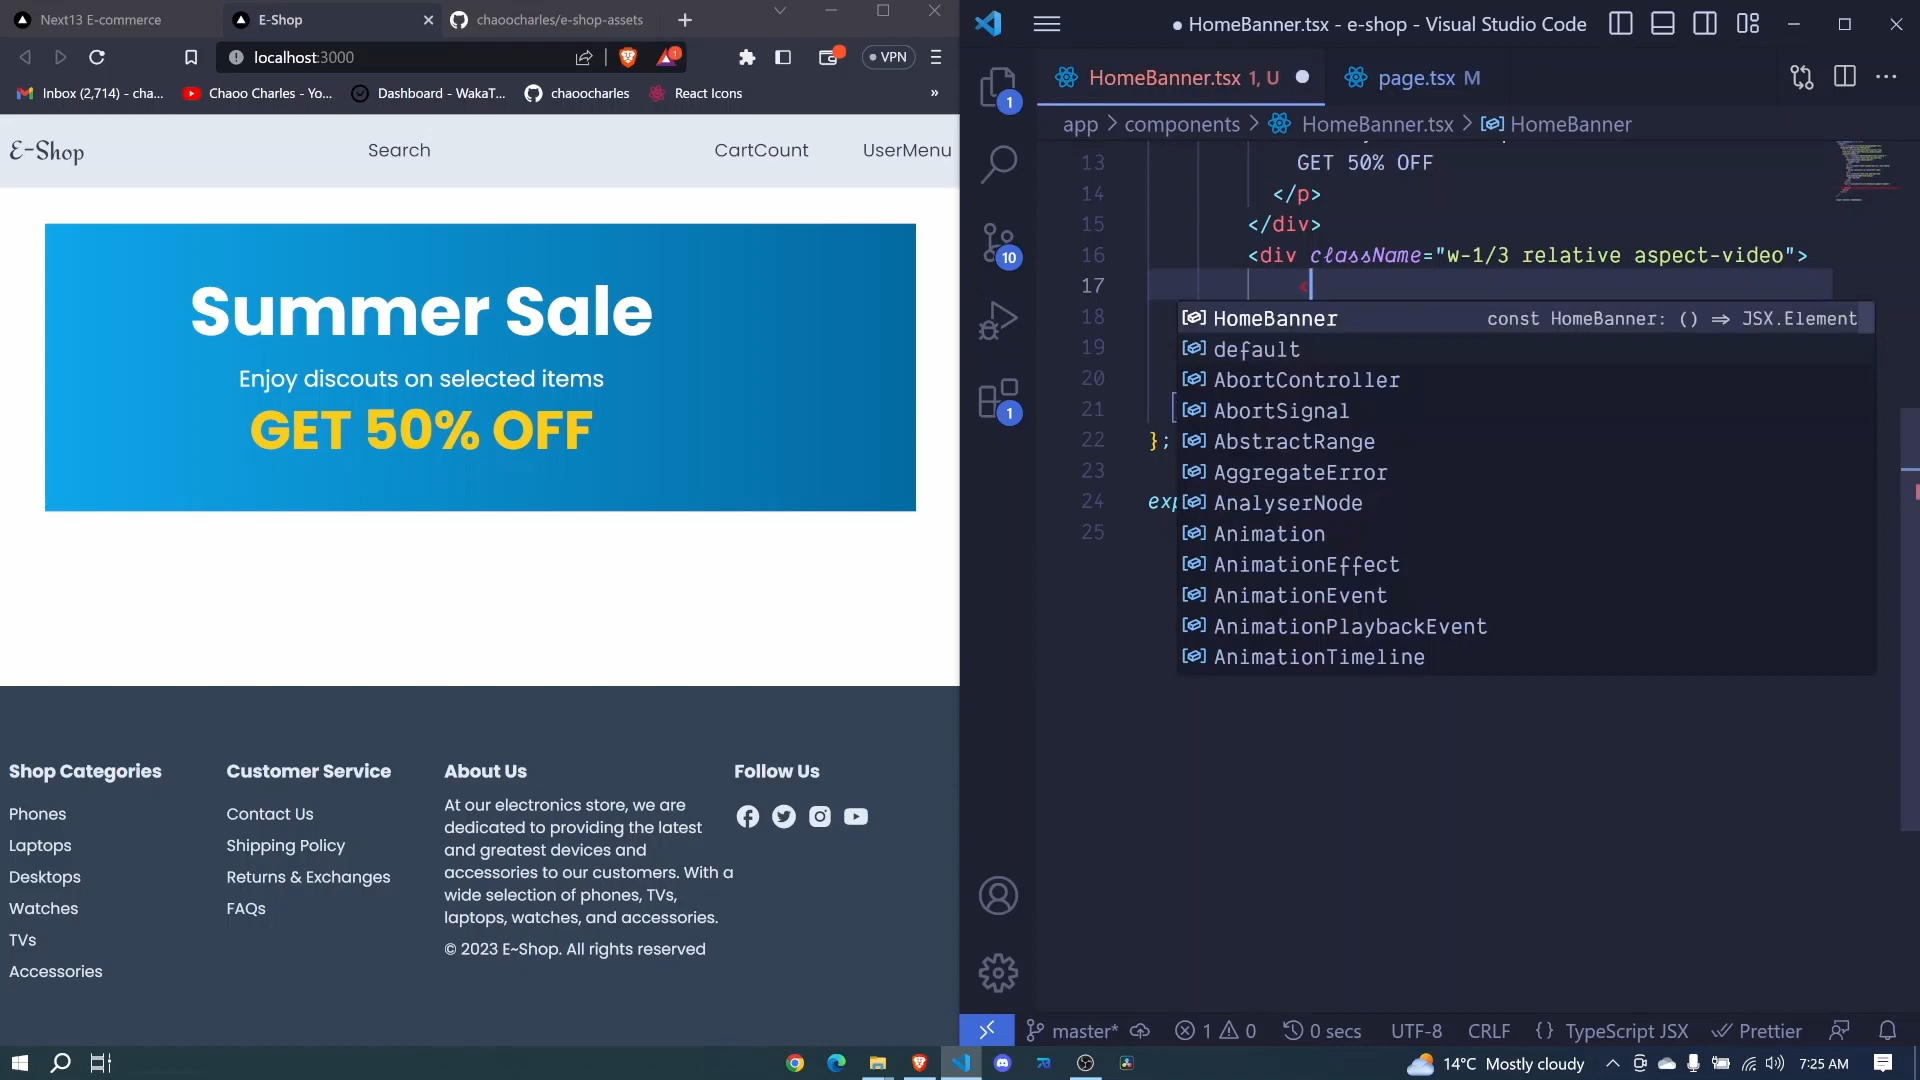 Next13 E-commerce
E-Shop
chaoocharles/e-shop-assets
localhost:3000
1
VPN
Inbox (2,714) - cha...
Chaoo Charles - Yo...
Dashboard - WakaT...
chaoocharles
React Icons
»
E-Shop
Search
CartCount
UserMenu
Summer Sale
Enjoy discouts on selected items
GET 50% OFF
Shop Categories
Phones
Laptops
Desktops
Watches
TVs
Accessories
Customer Service
Contact Us
Shipping Policy
Returns & Exchanges
FAQs
About Us
At our electronics store, we are
dedicated to providing the latest
and greatest devices and
accessories to our customers. With a
wide selection of phones, TVs,
laptops, watches, and accessories.
© 2023 E~Shop. All rights reserved
Follow Us
● HomeBanner.tsx - e-shop - Visual Studio Code
HomeBanner.tsx 1, U
page.tsx M
app > components > HomeBanner.tsx > HomeBanner
1
10
1
13 GET 50% OFF
14 </p>
15 </div>
16 <div className="w-1/3 relative aspect-video">
17 <
18
19
20
21
22 };
23
24 exp
25
HomeBanner const HomeBanner: () => JSX.Element
default
AbortController
AbortSignal
AbstractRange
AggregateError
AnalyserNode
Animation
AnimationEffect
AnimationEvent
AnimationPlaybackEvent
AnimationTimeline
master* 1 0 0 secs UTF-8 CRLF {} TypeScript JSX Prettier
14°C Mostly cloudy 7:25 AM